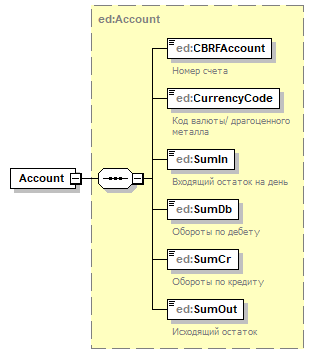 ed:Account
ed:CBRFAccount
Номер счета
ed:CurrencyCode
Код валюты/ драгоценного
металла
Account
ed:SumIn
Входящий остаток на день
ed:SumDb
Обороты по дебету
ed:SumCr
Обороты по кредиту
ed:SumOut
Исходящий остаток